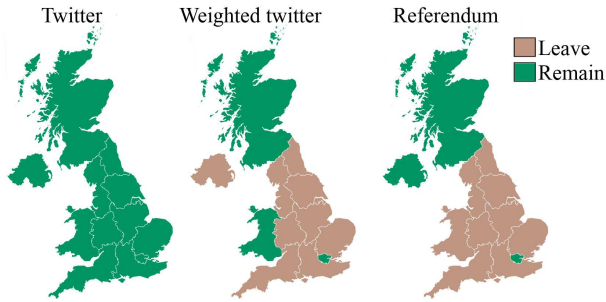 Twitter
Weighted twitter
Referendum
Leave
Remain